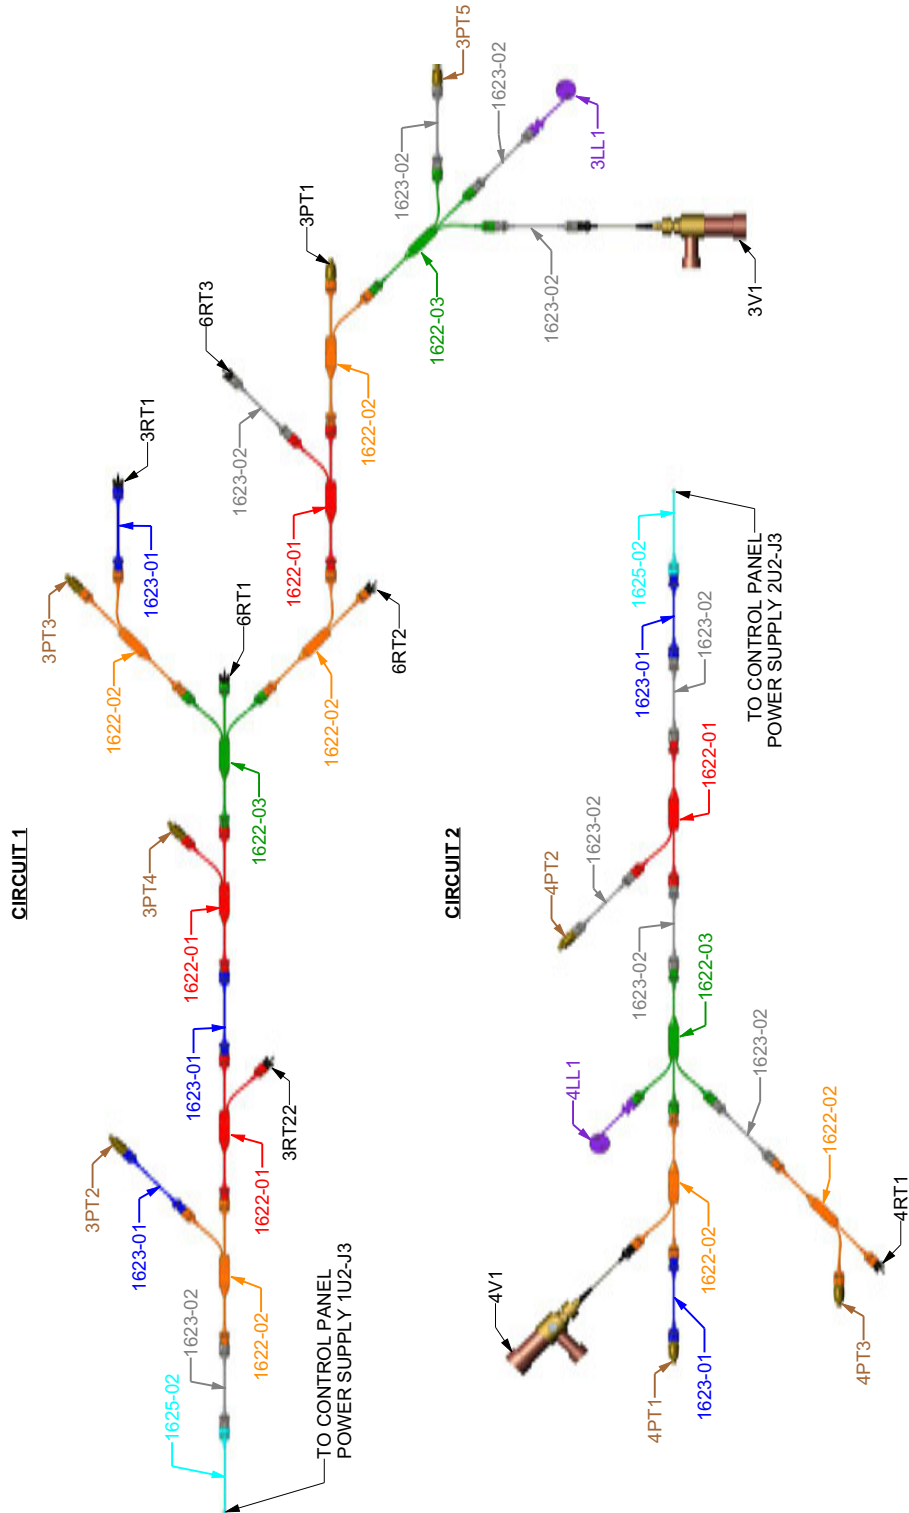 CIRCUIT 1
TO CONTROL PANEL
POWER SUPPLY 1U2-J3
1625-02
1623-02
1622-02
3PT2
1623-01
1622-01
3RT22
1623-01
1622-01
3PT4
1622-03
6RT1
1622-02
3PT3
1623-01
3RT1
1622-02
6RT2
1622-01
1623-02
6RT3
1622-02
3PT1
1622-03
1623-02
3PT5
1623-02
3LL1
1623-02
3V1
CIRCUIT 2
4PT1
1623-01
4V1
1622-02
4LL1
4PT3
4RT1
1622-02
1623-02
1622-03
1623-02
4PT2
1623-02
1622-01
1623-02
1623-01
1625-02
TO CONTROL PANEL
POWER SUPPLY 2U2-J3